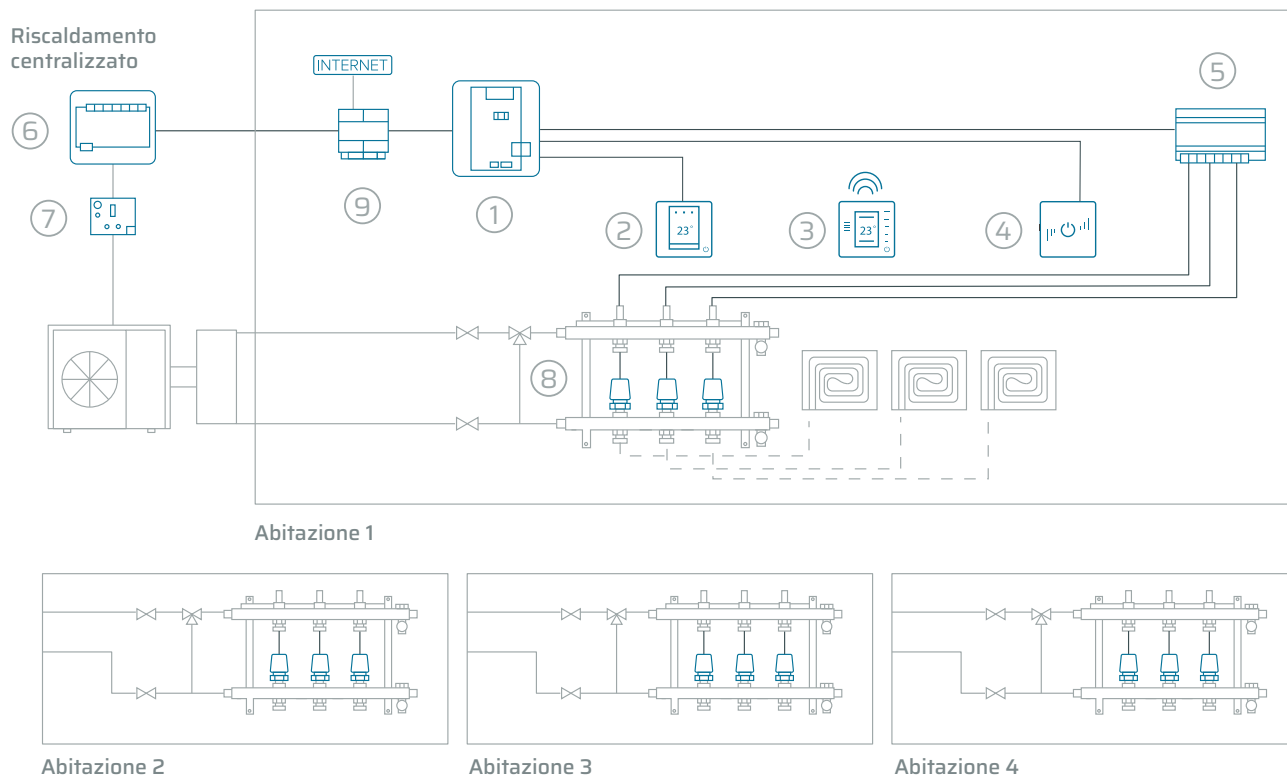 Riscaldamento
centralizzato
INTERNET
5
6
9
1
7
2
23°
3
23°
4
8
Abitazione 1
Abitazione 2
Abitazione 3
Abitazione 4